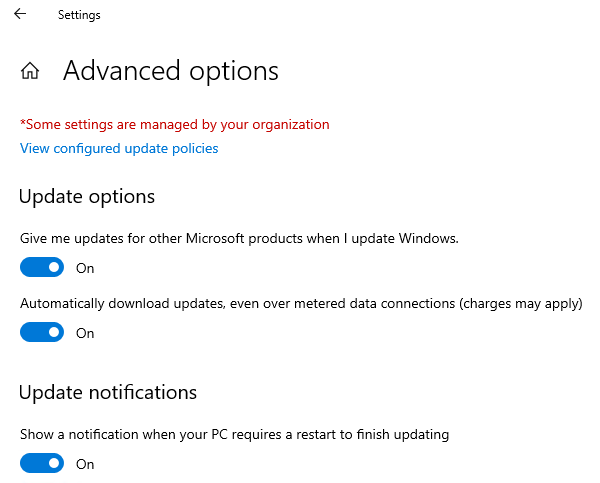 Settings
Advanced options
*Some settings are managed by your organization
View configured update policies
Update options
Give me updates for other Microsoft products when I update Windows.
On
Automatically download updates, even over metered data connections (charges may apply)
On
Update notifications
Show a notification when your PC requires a restart to finish updating
On